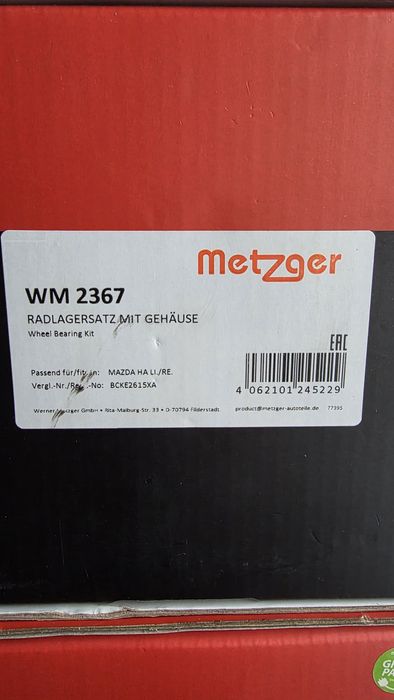 metzger
WM 2367
RADLAGERSATZ MIT GEHÄUSE
Wheel Bearing Kit
EAC
Passend für/fits in: MAZDA HA LI./RE.
Vergl.-Nr./Ref.-No: BCKE2615XA
4 062101 245229
Werner Metzger GmbH • Rita-Maiburg-Str. 33 • D-70794 Filderstadt product@metzger-autoteile.de 77395